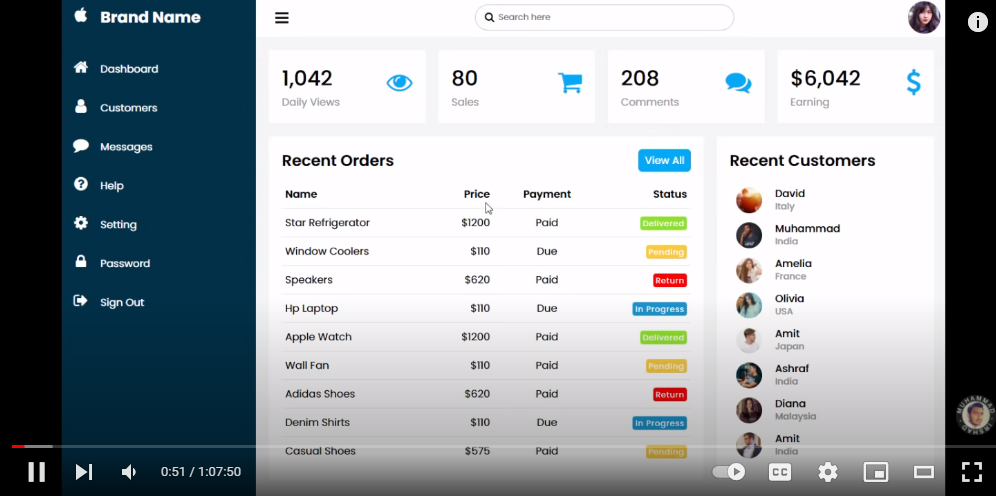 Brand Name
Search here
Dashboard
Customers
Messages
Help
Setting
Password
Sign Out
1,042
Daily Views
80
Sales
208
Comments
$6,042
Earning
Recent Orders
View All
Name Price Payment Status
Star Refrigerator $1200 Paid Delivered
Window Coolers $110 Due Pending
Speakers $620 Paid Return
Hp Laptop $110 Due In Progress
Apple Watch $1200 Paid Delivered
Wall Fan $110 Paid Pending
Adidas Shoes $620 Paid Return
Denim Shirts $110 Due In Progress
Casual Shoes $575 Paid Pending
Recent Customers
David
Italy
Muhammad
India
Amelia
France
Olivia
USA
Amit
Japan
Ashraf
India
Diana
Malaysia
Amit
India
MUHAMMAD
0:51 / 1:07:50
CC